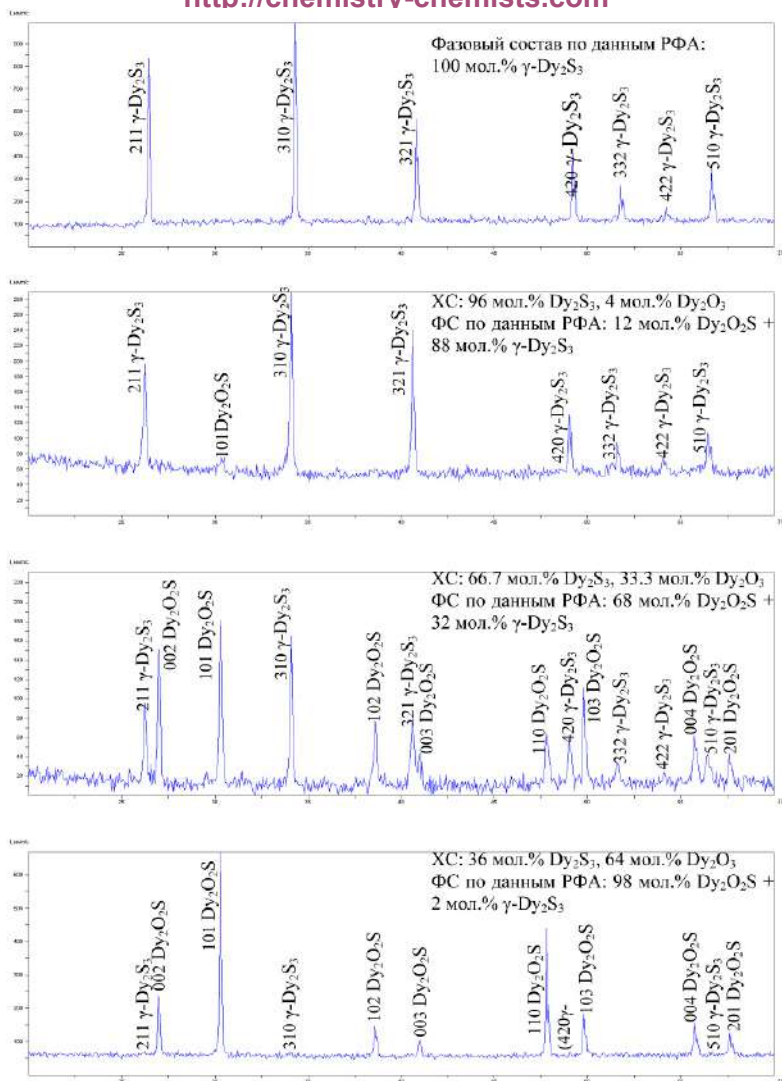 http://chemistry-chemists.com
Фазовый состав по данным РФА:
100 мол.% γ-Dy₂S₃
211 γ-Dy₂S₃
310 γ-Dy₂S₃
321 γ-Dy₂S₃
420 γ-Dy₂S₃
332 γ-Dy₂S₃
422 γ-Dy₂S₃
510 γ-Dy₂S₃
ХС: 96 мол.% Dy₂S₃, 4 мол.% Dy₂O₃
ФС по данным РФА: 12 мол.% Dy₂O₂S +
88 мол.% γ-Dy₂S₃
211 γ-Dy₂S₃
101Dy₂O₂S
310 γ-Dy₂S₃
321 γ-Dy₂S₃
420 γ-Dy₂S₃
332 γ-Dy₂S₃
422 γ-Dy₂S₃
510 γ-Dy₂S₃
ХС: 66.7 мол.% Dy₂S₃, 33.3 мол.% Dy₂O₃
ФС по данным РФА: 68 мол.% Dy₂O₂S +
32 мол.% γ-Dy₂S₃
211 γ-Dy₂S₃
002 Dy₂O₂S
101 Dy₂O₂S
310 γ-Dy₂S₃
102 Dy₂O₂S
321 γ-Dy₂S₃
003 Dy₂O₂S
110 Dy₂O₂S
420 γ-Dy₂S₃
103 Dy₂O₂S
332 γ-Dy₂S₃
422 γ-Dy₂S₃
004 Dy₂O₂S
510 γ-Dy₂S₃
201 Dy₂O₂S
ХС: 36 мол.% Dy₂S₃, 64 мол.% Dy₂O₃
ФС по данным РФА: 98 мол.% Dy₂O₂S +
2 мол.% γ-Dy₂S₃
211 γ-Dy₂S₃
002 Dy₂O₂S
101 Dy₂O₂S
310 γ-Dy₂S₃
102 Dy₂O₂S
003 Dy₂O₂S
110 Dy₂O₂S
(420γ-
103 Dy₂O₂S
004 Dy₂O₂S
510 γ-Dy₂S₃
201 Dy₂O₂S